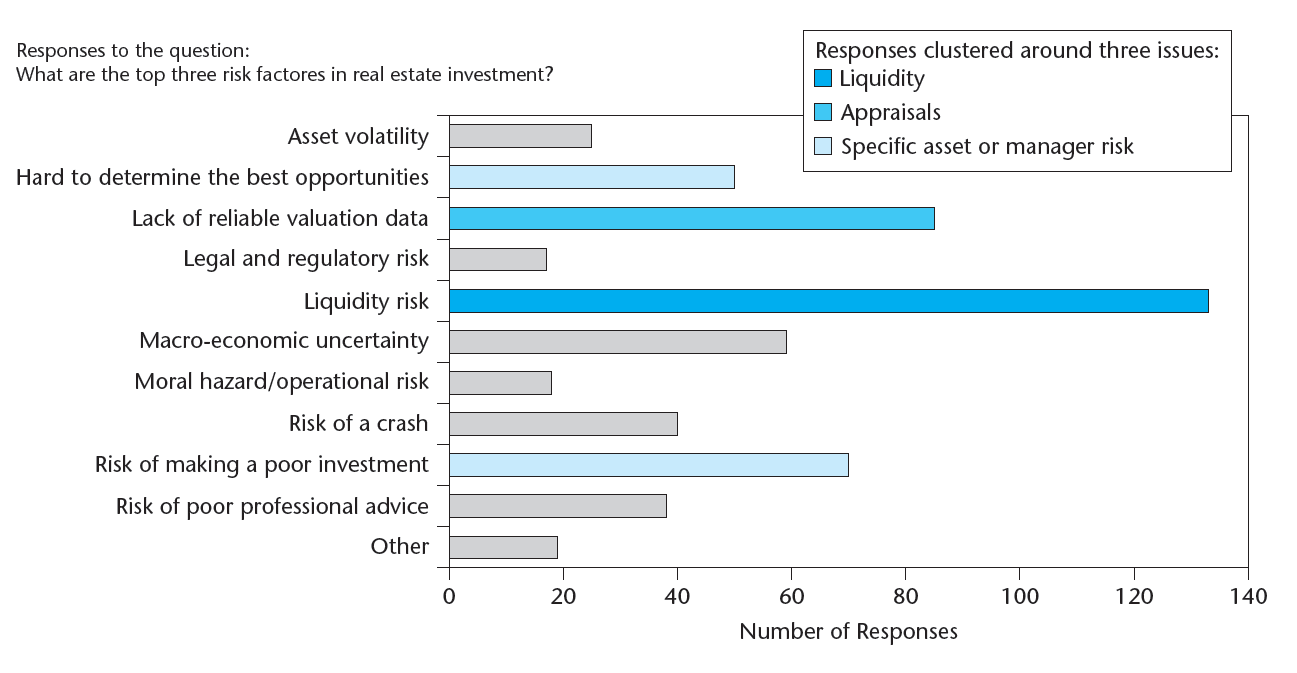 Responses to the question:
What are the top three risk factores in real estate investment?
Responses clustered around three issues:
Liquidity
Appraisals
Specific asset or manager risk
Asset volatility
Hard to determine the best opportunities
Lack of reliable valuation data
Legal and regulatory risk
Liquidity risk
Macro-economic uncertainty
Moral hazard/operational risk
Risk of a crash
Risk of making a poor investment
Risk of poor professional advice
Other
0 20 40 60 80 100 120 140
Number of Responses